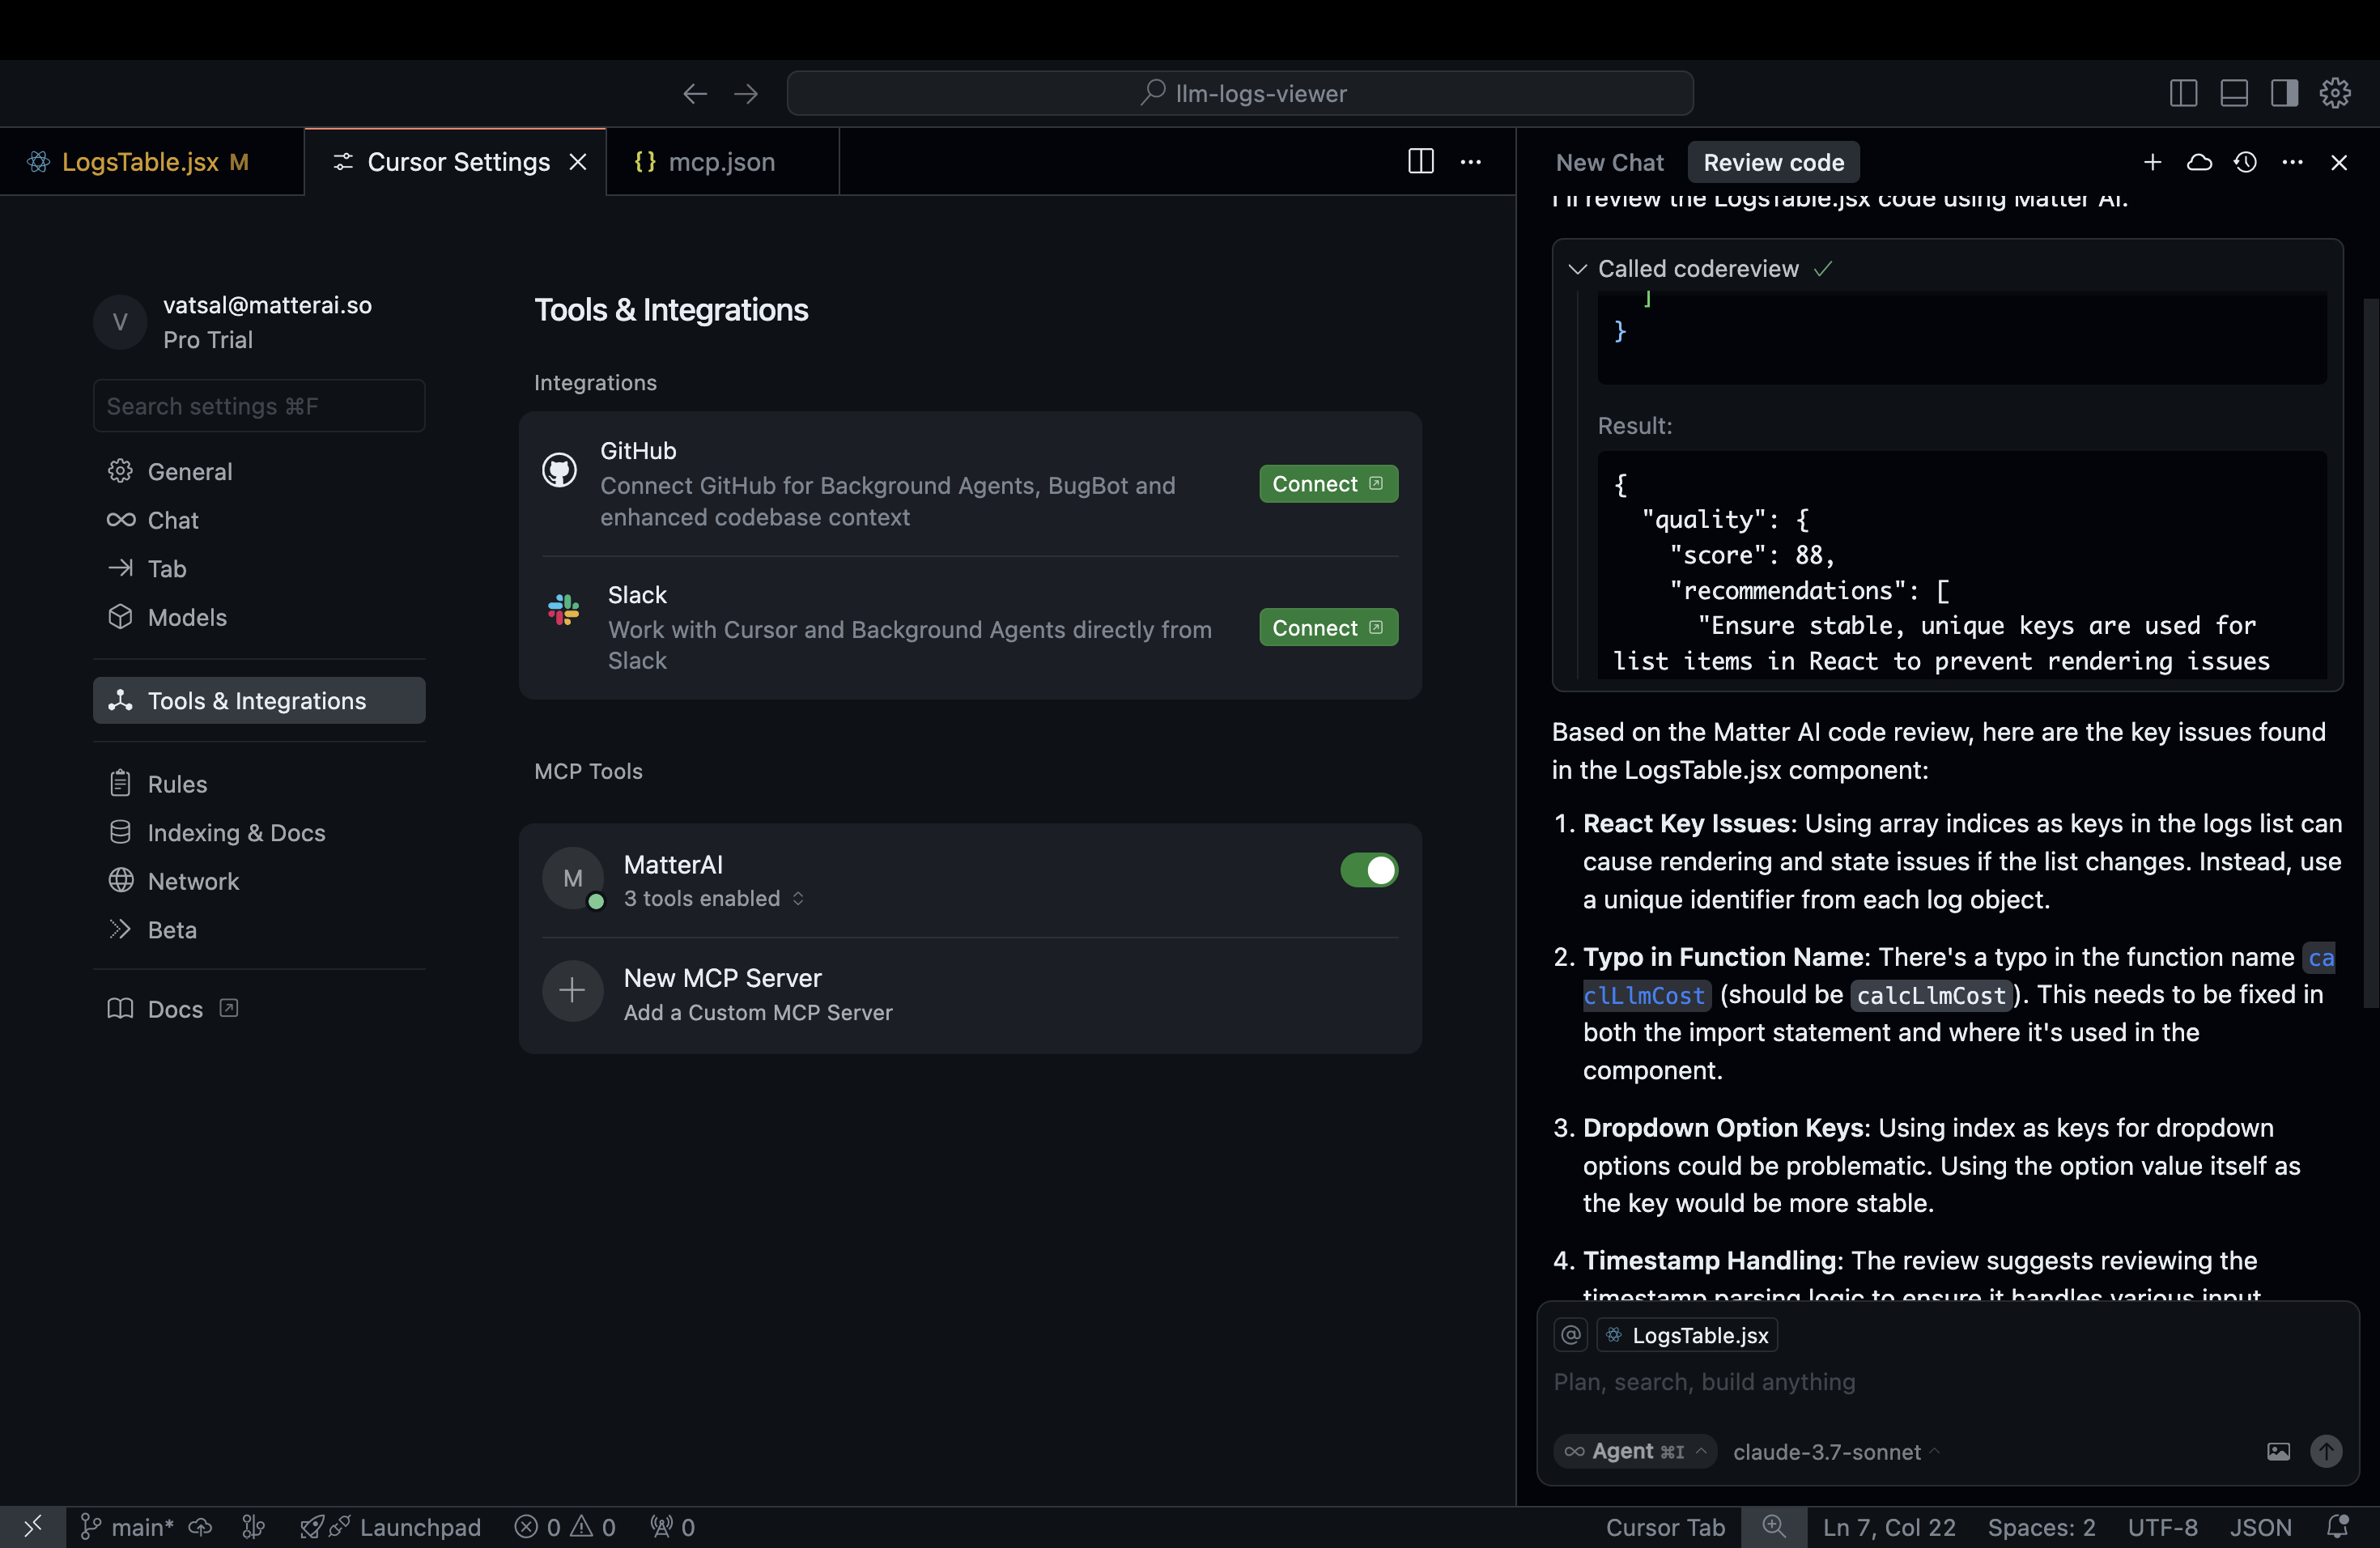 llm-logs-viewer
LogsTable.jsx M
Cursor Settings
{} mcp.json
V
vatsal@matterai.so
Pro Trial
Search settings ⌘F
General
Chat
Tab
Models
Tools & Integrations
Rules
Indexing & Docs
Network
Beta
Docs
Tools & Integrations
Integrations
GitHub
Connect GitHub for Background Agents, BugBot and
enhanced codebase context
Connect
Slack
Work with Cursor and Background Agents directly from
Slack
Connect
MCP Tools
M
MatterAI
3 tools enabled
New MCP Server
Add a Custom MCP Server
New Chat
Review code
I'll review the LogsTable.jsx code using Matter AI.
Called codereview
]
}
Result:
{
"quality": {
"score": 88,
"recommendations": [
"Ensure stable, unique keys are used for
list items in React to prevent rendering issues
Based on the Matter AI code review, here are the key issues found
in the LogsTable.jsx component:
1. React Key Issues: Using array indices as keys in the logs list can
cause rendering and state issues if the list changes. Instead, use
a unique identifier from each log object.
2. Typo in Function Name: There's a typo in the function name ca
clLlmCost (should be calcLlmCost). This needs to be fixed in
both the import statement and where it's used in the
component.
3. Dropdown Option Keys: Using index as keys for dropdown
options could be problematic. Using the option value itself as
the key would be more stable.
4. Timestamp Handling: The review suggests reviewing the
timestamp parsing logic to ensure it handles various input
@ LogsTable.jsx
Plan, search, build anything
Agent ⌘I
claude-3.7-sonnet
main*
Launchpad
0
0
0
Cursor Tab
Ln 7, Col 22
Spaces: 2
UTF-8
JSON